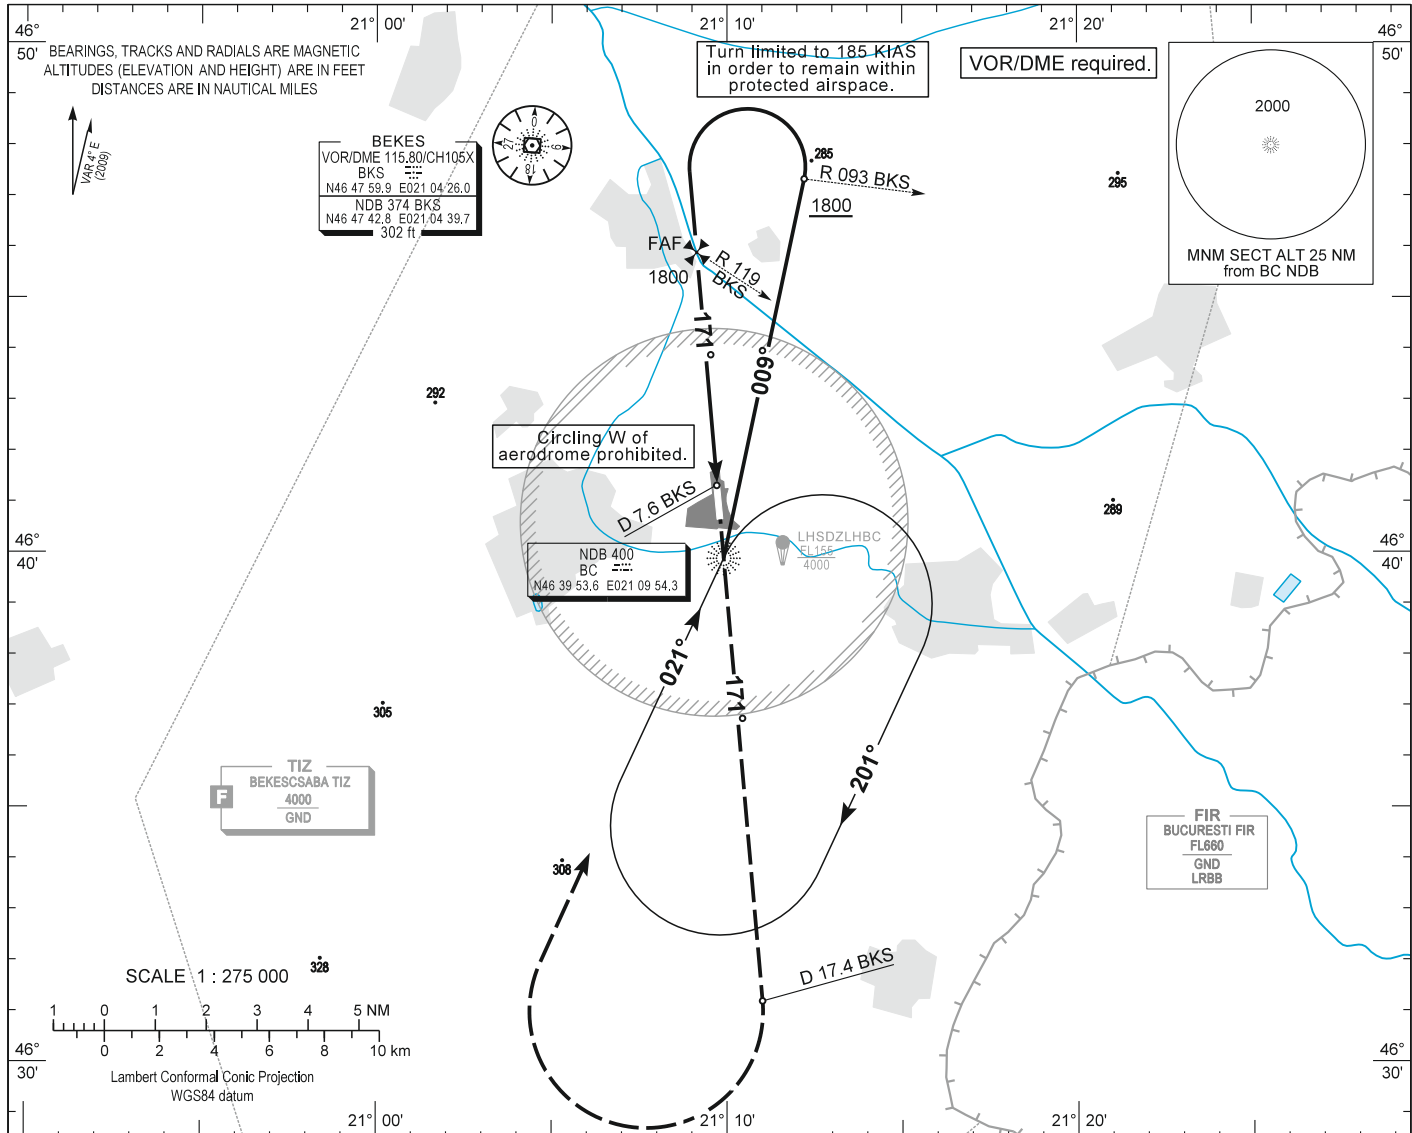 46° 50'
21° 00'
21° 10'
21° 20'
46° 50'
BEARINGS, TRACKS AND RADIALS ARE MAGNETIC
ALTITUDES (ELEVATION AND HEIGHT) ARE IN FEET
DISTANCES ARE IN NAUTICAL MILES
VAR 4° E
(2009)
BEKES
VOR/DME 115.80/CH105X
BKS
N46 47 59.9 E021 04 26.0
NDB 374 BKS
N46 47 42.8 E021 04 39.7
302 ft
0
9
18
27
Turn limited to 185 KIAS
in order to remain within
protected airspace.
VOR/DME required.
2000
MNM SECT ALT 25 NM
from BC NDB
285
R 093 BKS
1800
295
FAF
1800
R 119
BKS
171
009
292
Circling W of
aerodrome prohibited.
D 7.6 BKS
289
LHSDZLHBC
FL155
4000
46° 40'
46° 40'
NDB 400
BC
N46 39 53.6 E021 09 54.3
021°
171
201°
305
TIZ
BEKESCSABA TIZ
4000
GND
F
FIR
BUCURESTI FIR
FL660
GND
LRBB
308
328
D 17.4 BKS
SCALE 1 : 275 000
1 0 1 2 3 4 5 NM
0 2 4 6 8 10 km
Lambert Conformal Conic Projection
WGS84 datum
46° 30'
46° 30'
21° 00'
21° 10'
21° 20'